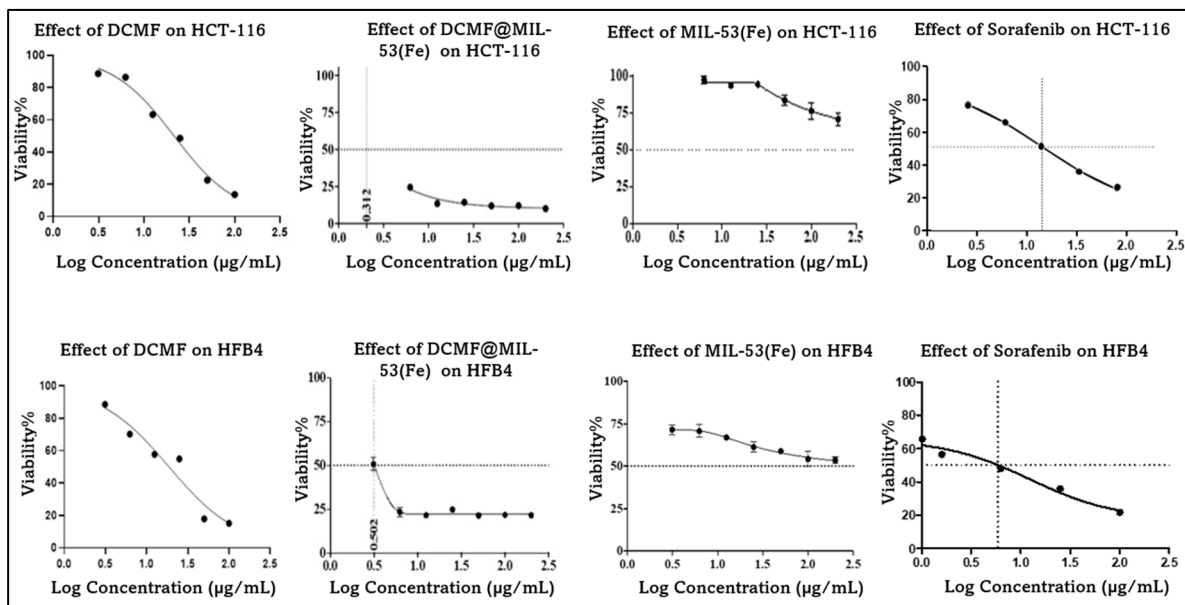 Effect of DCMF on HCT-116
Viability%
100
80
60
40
20
0
0.0 0.5 1.0 1.5 2.0 2.5
Log Concentration (µg/mL)
Effect of DCMF@MIL-
53(Fe) on HCT-116
Viability%
100
75
50
25
0
0.312
0.0 0.5 1.0 1.5 2.0 2.5
Log Concentration (µg/mL)
Effect of MIL-53(Fe) on HCT-116
Viability%
100
75
50
25
0
0.0 0.5 1.0 1.5 2.0 2.5
Log Concentration (µg/mL)
Effect of Sorafenib on HCT-116
Viability%
100
80
60
40
20
0
0.0 0.5 1.0 1.5 2.0 2.5
Log Concentration (µg/mL)
Effect of DCMF on HFB4
Viability%
100
80
60
40
20
0
0.0 0.5 1.0 1.5 2.0 2.5
Log Concentration (µg/mL)
Effect of DCMF@MIL-
53(Fe) on HFB4
Viability%
100
75
50
25
0
0.502
0.0 0.5 1.0 1.5 2.0 2.5
Log Concentration (µg/mL)
Effect of MIL-53(Fe) on HFB4
Viability%
100
75
50
25
0
0.0 0.5 1.0 1.5 2.0 2.5
Log Concentration (µg/mL)
Effect of Sorafenib on HFB4
Viability%
100
80
60
40
20
0
0.0 0.5 1.0 1.5 2.0 2.5
Log Concentration (µg/mL)